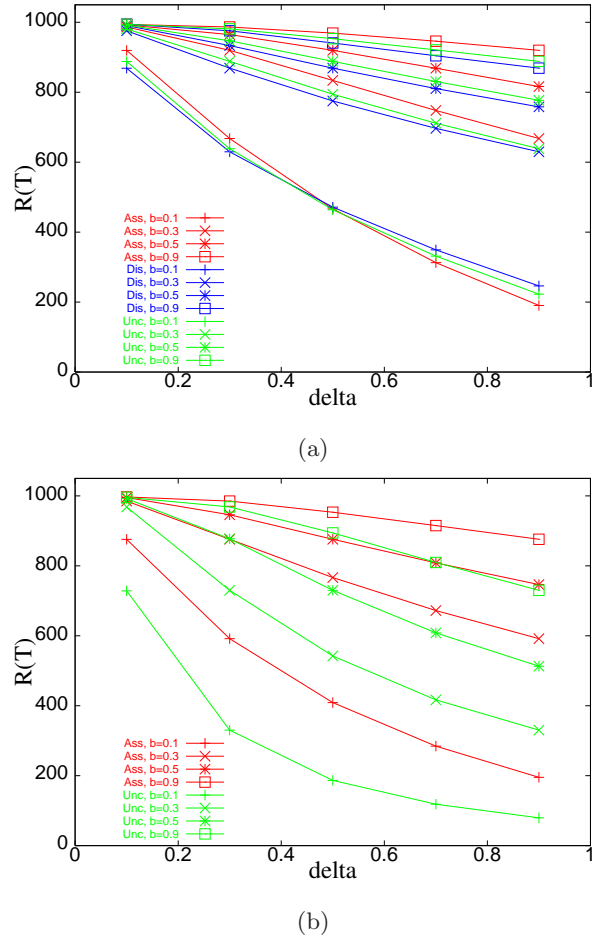 1000
800
600
400
200
0
R(T)
Ass, b=0.1
Ass, b=0.3
Ass, b=0.5
Ass, b=0.9
Dis, b=0.1
Dis, b=0.3
Dis, b=0.5
Dis, b=0.9
Unc, b=0.1
Unc, b=0.3
Unc, b=0.5
Unc, b=0.9
0 0.2 0.4 0.6 0.8 1
delta
(a)
1000
800
600
400
200
0
R(T)
Ass, b=0.1
Ass, b=0.3
Ass, b=0.5
Ass, b=0.9
Unc, b=0.1
Unc, b=0.3
Unc, b=0.5
Unc, b=0.9
0 0.2 0.4 0.6 0.8 1
delta
(b)